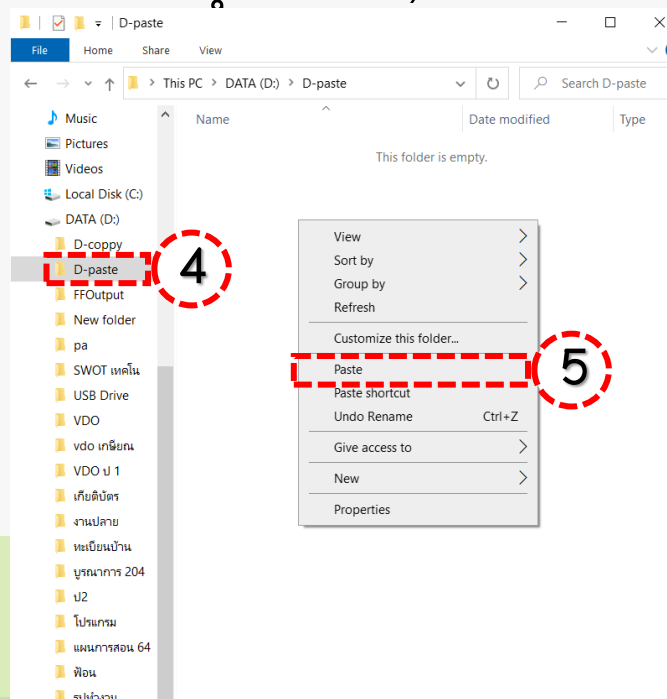 D-paste
File Home Share View
This PC > DATA (D:) > D-paste
Search D-paste
Name Date modified Type
This folder is empty.
Music
Pictures
Videos
Local Disk (C:)
DATA (D:)
D-coppy
D-paste
4
FFOutput
New folder
pa
SWOT เทคโน
USB Drive
VDO
vdo เกษียณ
VDO ป 1
เกียติบัตร
งานปลาย
ทะเบียนบ้าน
บูรณาการ 204
ป2
โปรแกรม
แผนการสอน 64
ฟ้อน
View
Sort by
Group by
Refresh
Customize this folder...
Paste
5
Paste shortcut
Undo Rename Ctrl+Z
Give access to
New
Properties